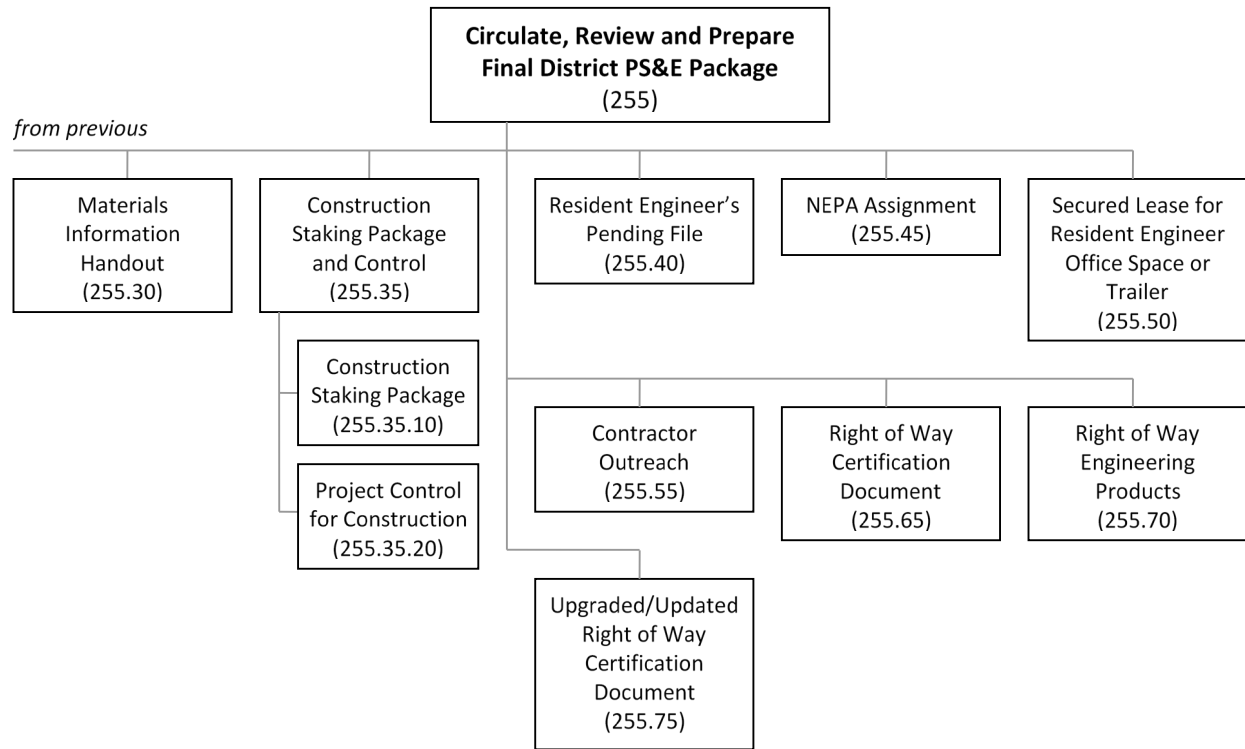 Circulate, Review and Prepare
Final District PS&E Package
(255)
from previous
Materials
Information
Handout
(255.30)
Construction
Staking Package
and Control
(255.35)
Resident Engineer’s
Pending File
(255.40)
NEPA Assignment
(255.45)
Secured Lease for
Resident Engineer
Office Space or
Trailer
(255.50)
Construction
Staking Package
(255.35.10)
Project Control
for Construction
(255.35.20)
Contractor
Outreach
(255.55)
Right of Way
Certification
Document
(255.65)
Right of Way
Engineering
Products
(255.70)
Upgraded/Updated
Right of Way
Certification
Document
(255.75)